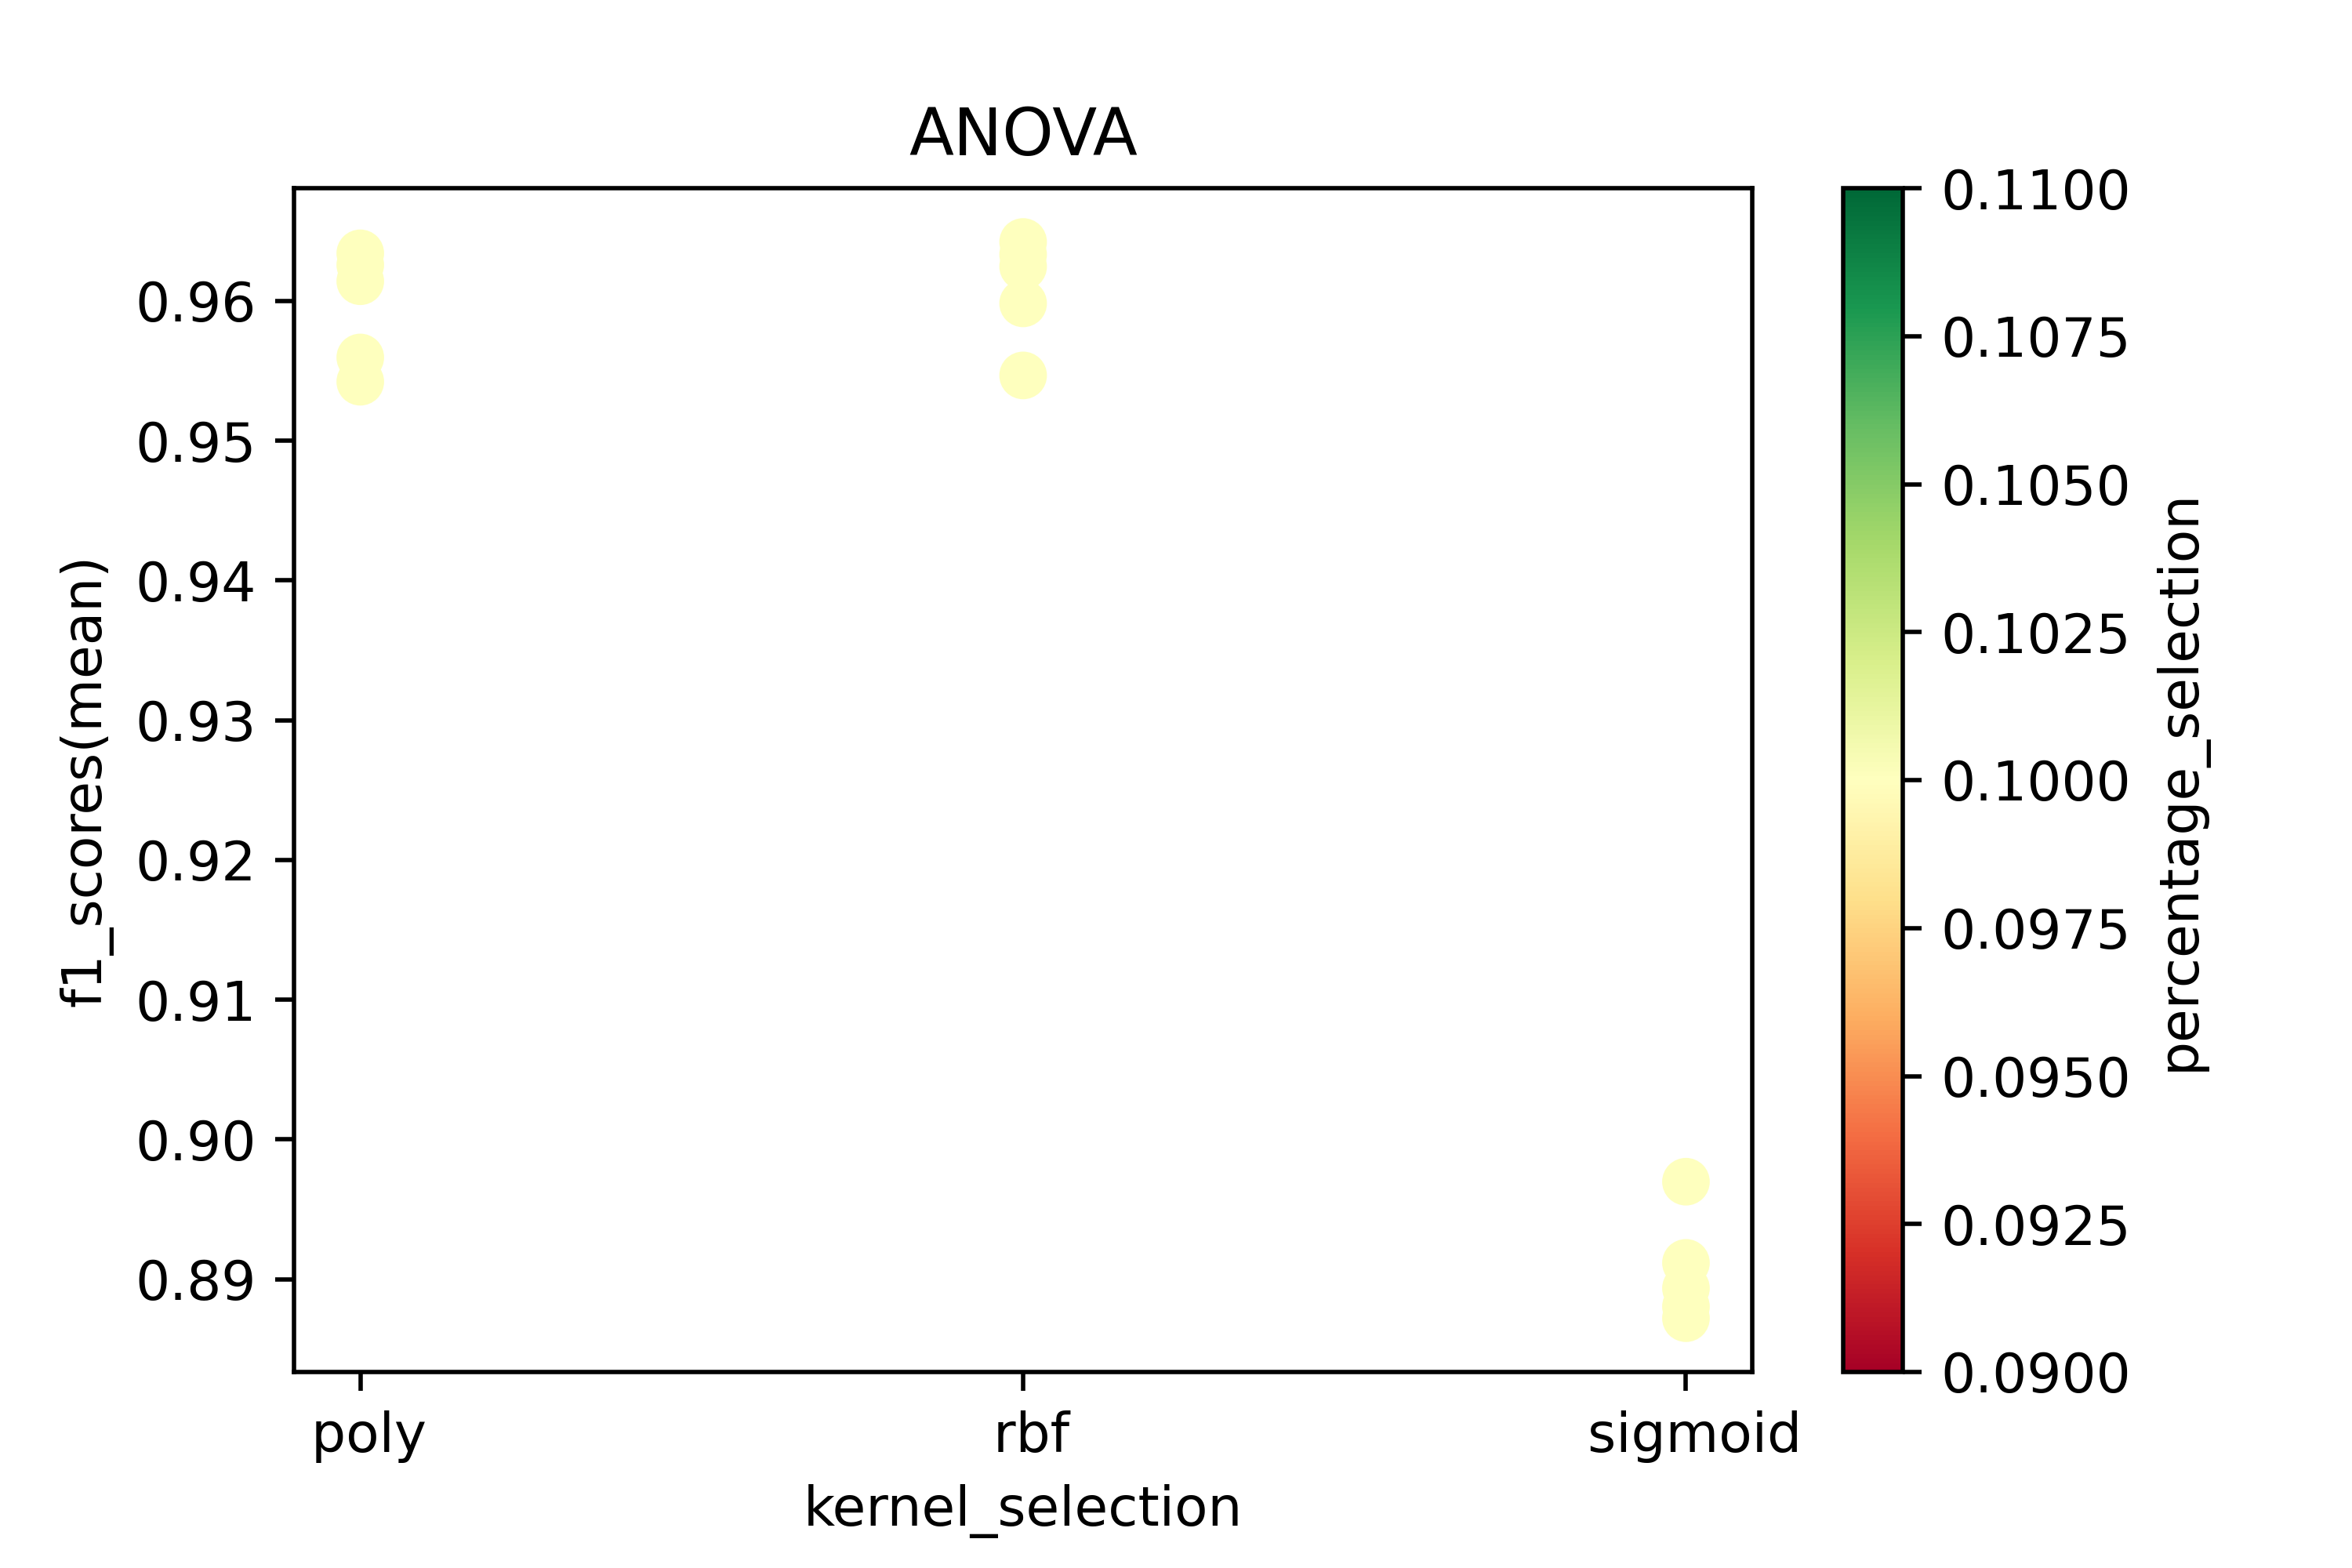 ANOVA
f1_scores(mean)
0.96
0.95
0.94
0.93
0.92
0.91
0.90
0.89
poly
rbf
sigmoid
kernel_selection
0.1100
0.1075
0.1050
0.1025
0.1000
0.0975
0.0950
0.0925
0.0900
percentage_selection